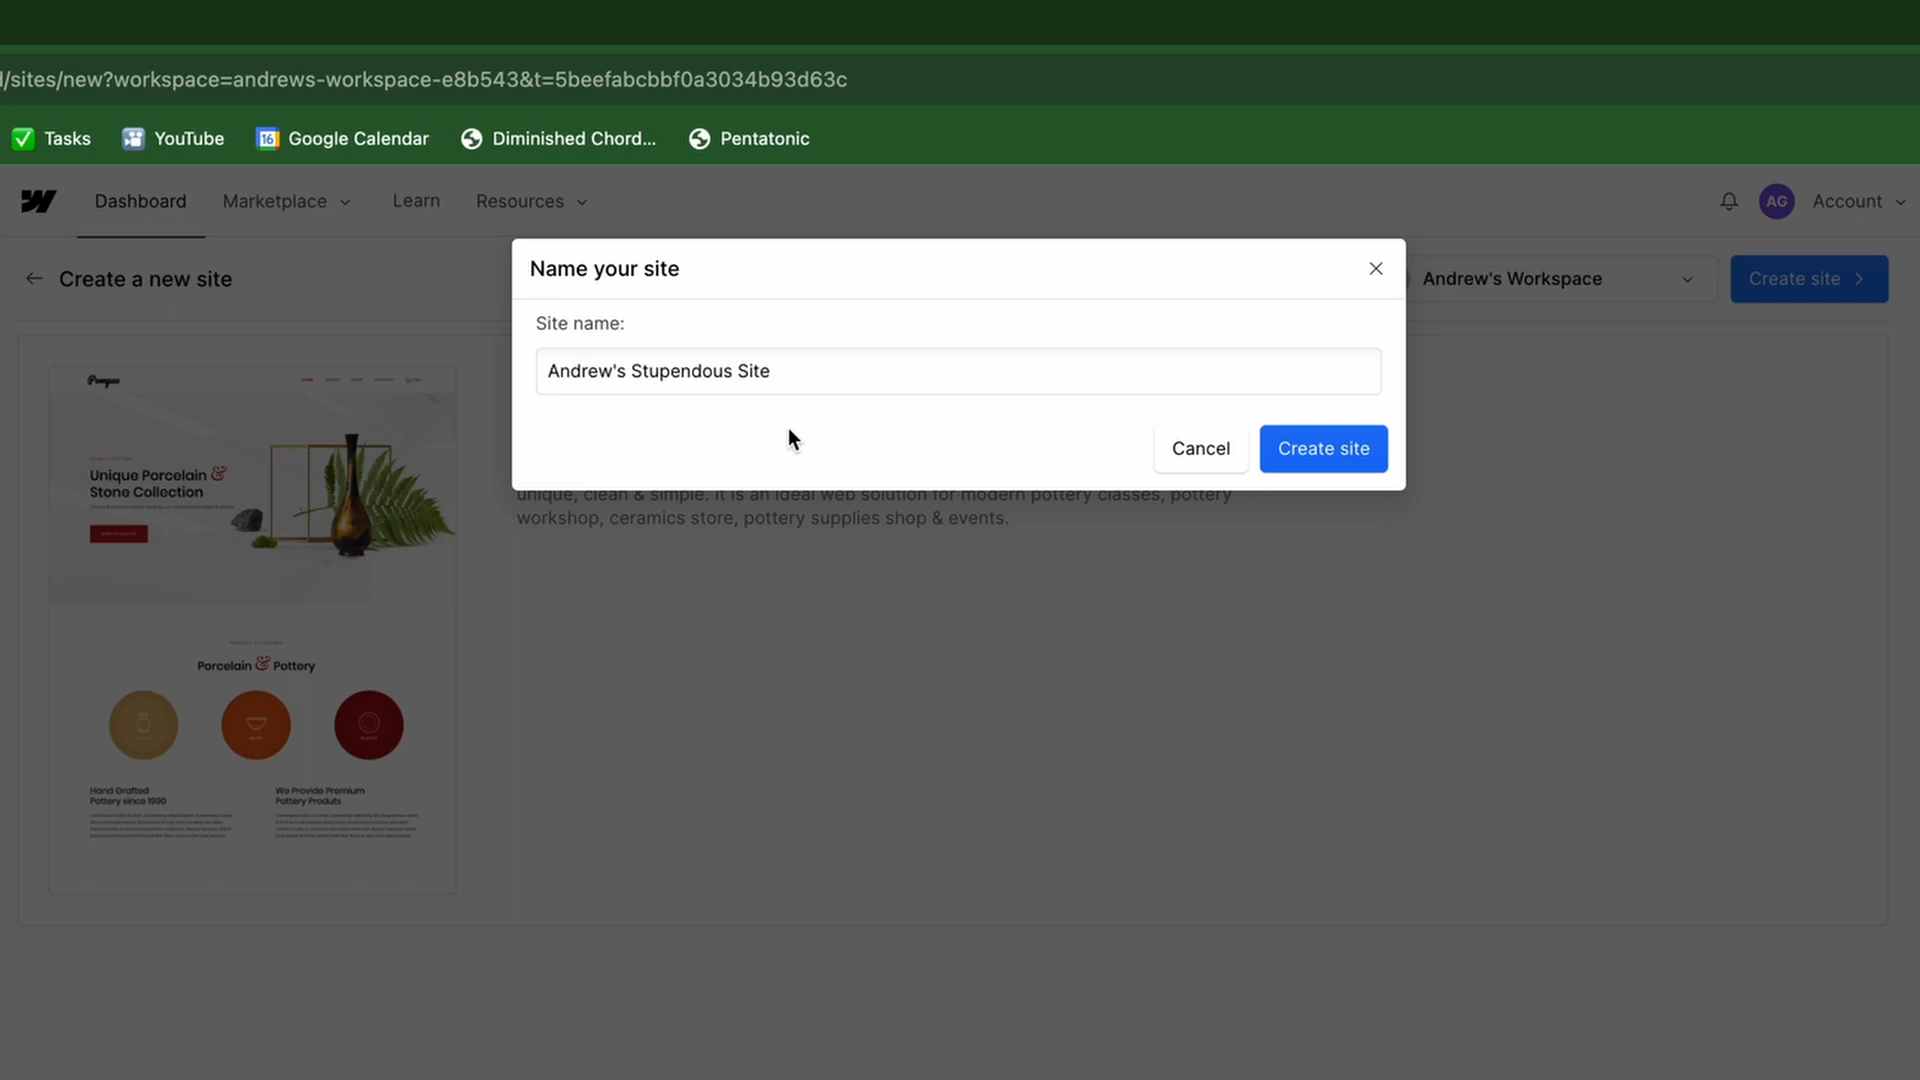 d/sites/new?workspace=andrews-workspace-e8b543&t=5beefabcbbf0a3034b93d63c
Tasks YouTube 16 Google Calendar Diminished Chord... Pentatonic
Dashboard Marketplace Learn Resources AG Account
Create a new site Andrew's Workspace Create site
Name your site
Site name:
Andrew's Stupendous Site
Cancel Create site
unique, clean & simple. It is an ideal web solution for modern pottery classes, pottery
workshop, ceramics store, pottery supplies shop & events.
Unique Porcelain &
Stone Collection
Porcelain & Pottery
Hand Grafted
Pottery since 1990
We Provide Premium
Pottery Produts